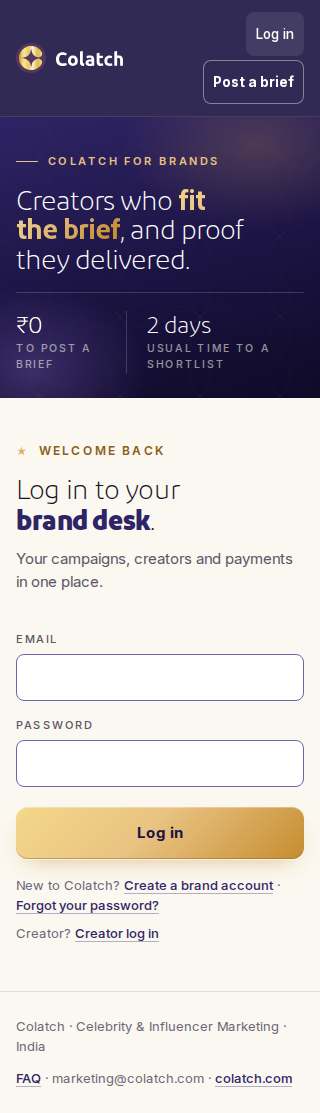 Colatch
Log in
Post a brief
COLATCH FOR BRANDS
Creators who fit
the brief, and proof
they delivered.
₹0
TO POST A
BRIEF
2 days
USUAL TIME TO A
SHORTLIST
★ WELCOME BACK
Log in to your
brand desk.
Your campaigns, creators and payments
in one place.
EMAIL
PASSWORD
Log in
New to Colatch? Create a brand account ·
Forgot your password?
Creator? Creator log in
Colatch · Celebrity & Influencer Marketing ·
India
FAQ · marketing@colatch.com · colatch.com